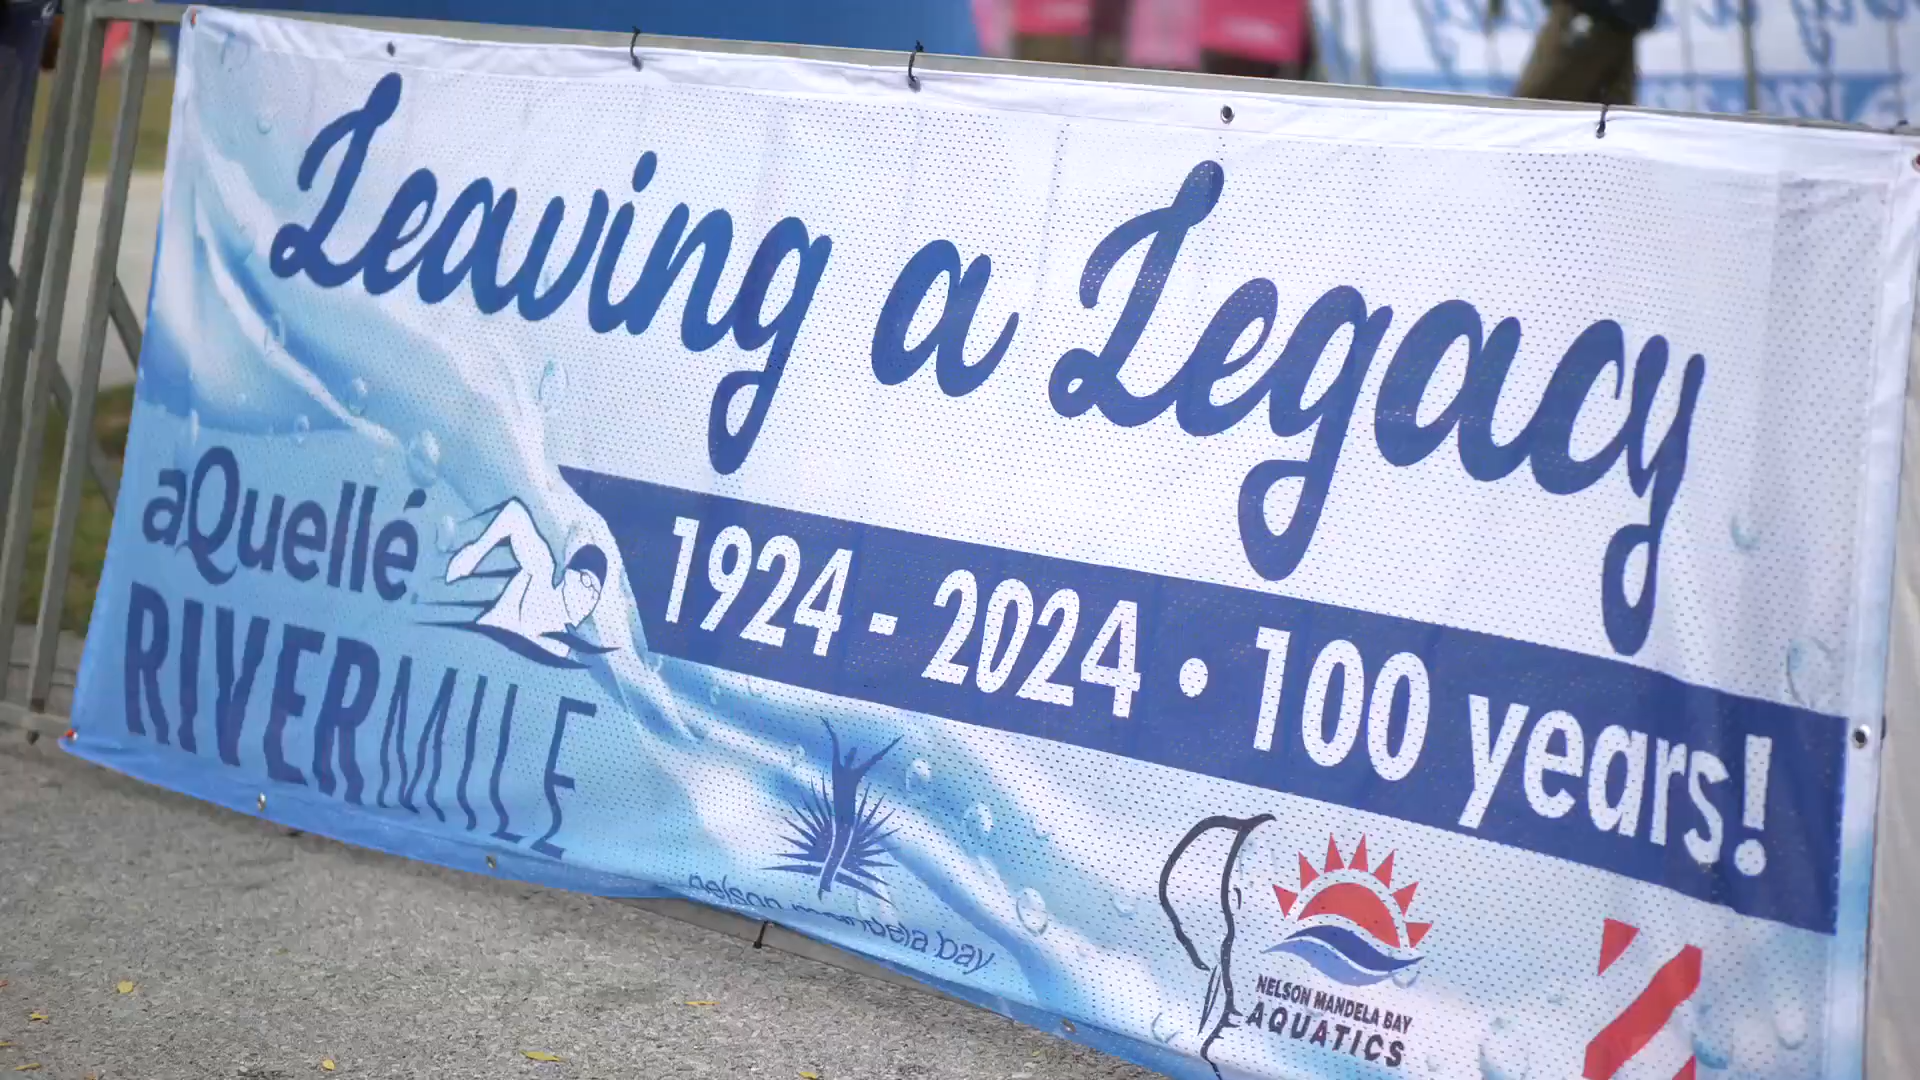 Leaving a Legacy
1924 - 2024 • 100 years!
aQuellé
RIVERMILE
nelson mandela bay
NELSON MANDELA BAY
AQUATICS